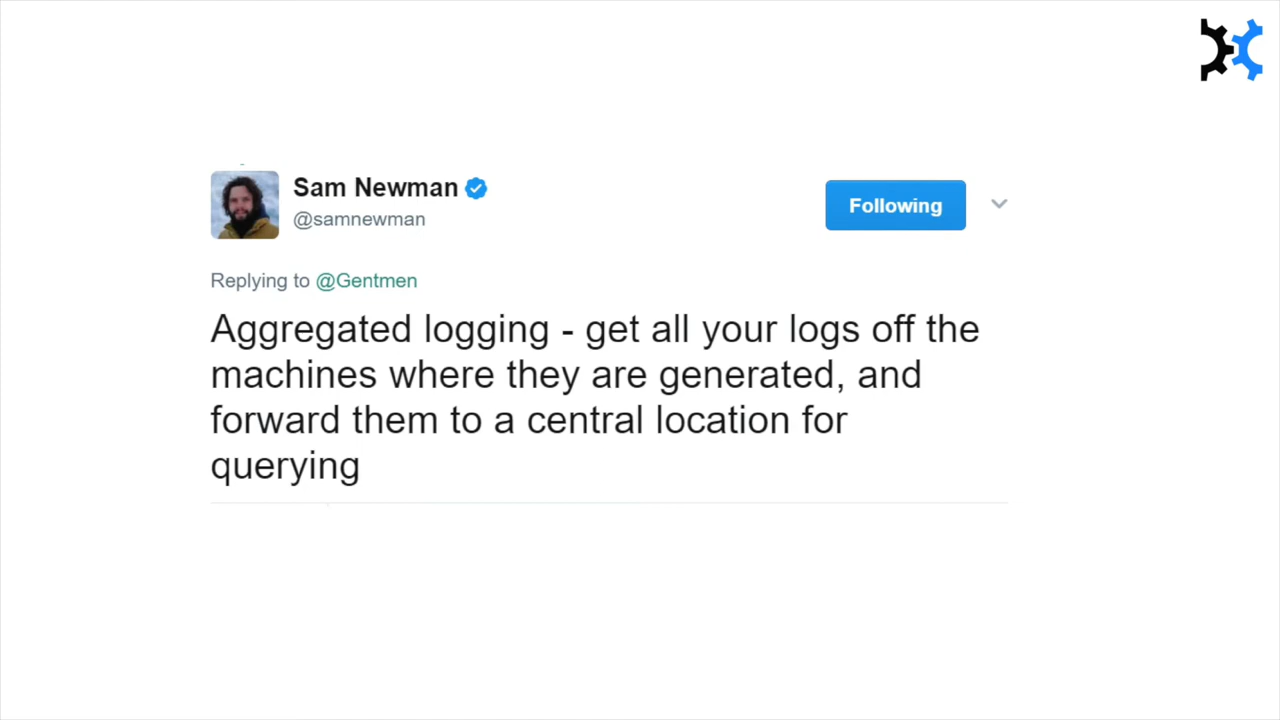 Sam Newman
@samnewman
Following
Replying to @Gentmen
Aggregated logging - get all your logs off the
machines where they are generated, and
forward them to a central location for
querying